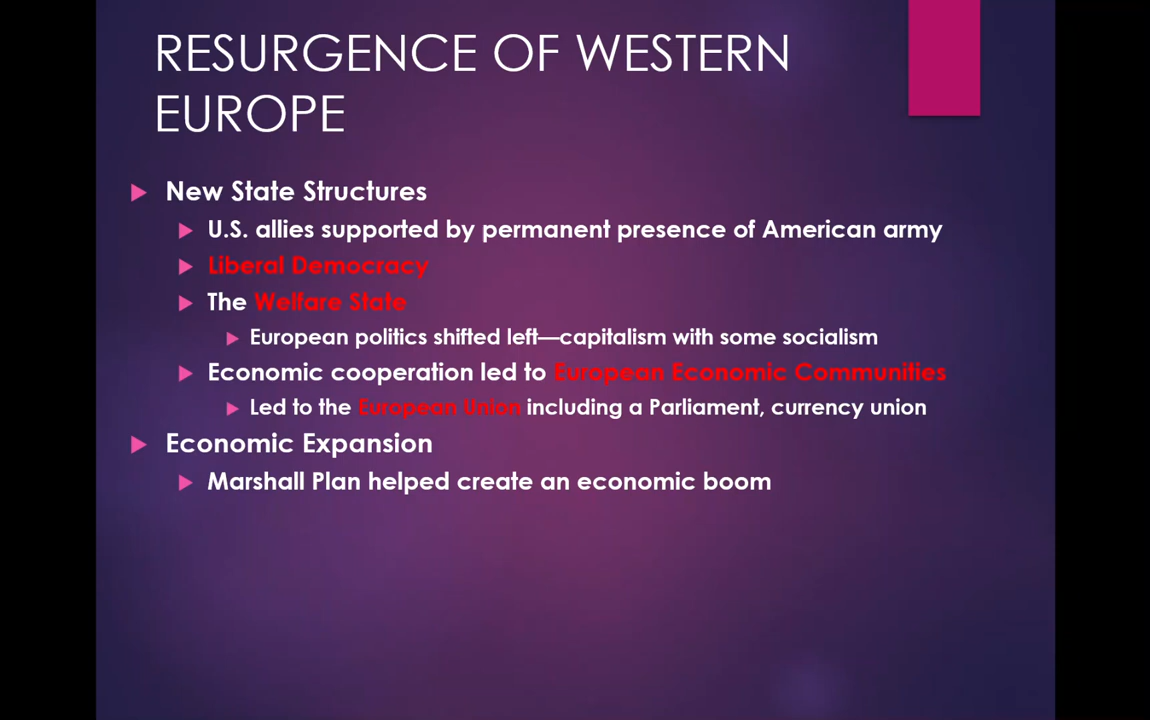 RESURGENCE OF WESTERN
EUROPE
New State Structures
U.S. allies supported by permanent presence of American army
Liberal Democracy
The Welfare State
European politics shifted left—capitalism with some socialism
Economic cooperation led to European Economic Communities
Led to the European Union including a Parliament, currency union
Economic Expansion
Marshall Plan helped create an economic boom